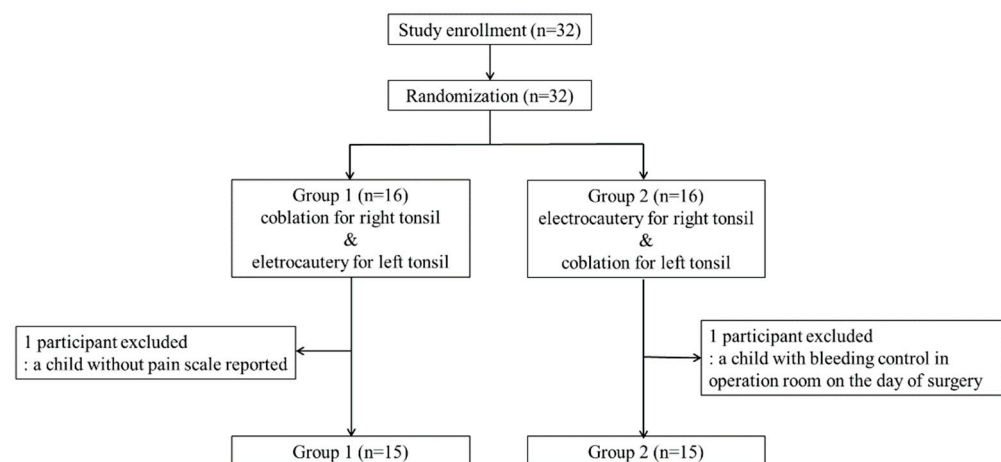 Study enrollment (n=32)
Randomization (n=32)
Group 1 (n=16)
coblation for right tonsil
&
eletrocautery for left tonsil
Group 2 (n=16)
electrocautery for right tonsil
&
coblation for left tonsil
1 participant excluded
: a child without pain scale reported
1 participant excluded
: a child with bleeding control in
operation room on the day of surgery
Group 1 (n=15)
Group 2 (n=15)